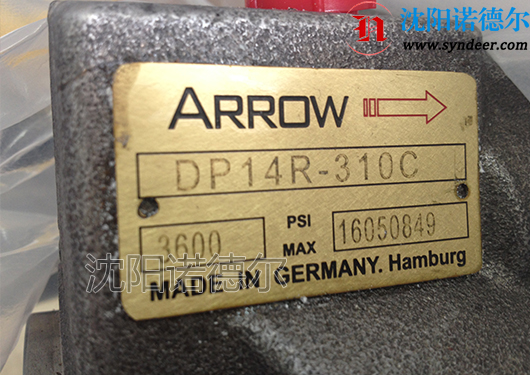 沈阳诺德尔
www.syndeer.com
ARROW
DP14R-310C
3600 PSI MAX 16050849
沈阳诺德尔
MADE IN GERMANY. Hamburg